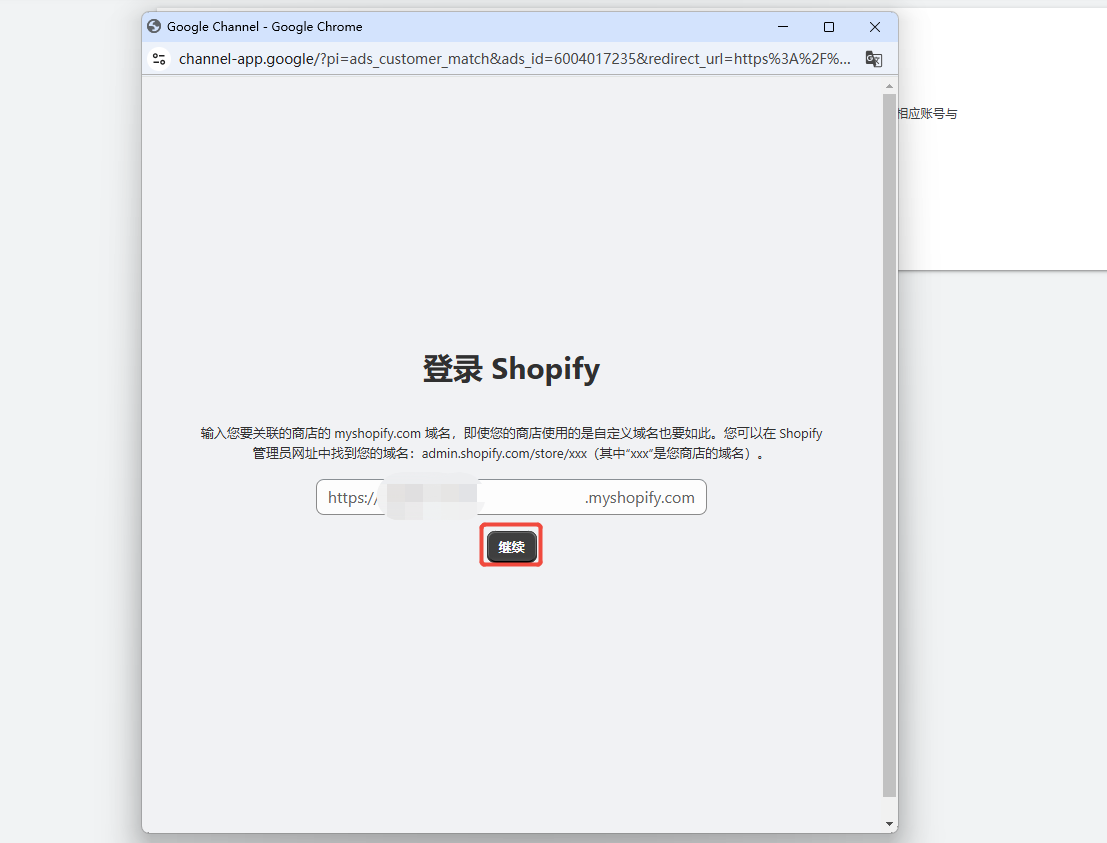 Google Channel - Google Chrome
channel-app.google/?pi=ads_customer_match&ads_id=6004017235&redirect_url=https%3A%2F%...
相应账号与
登录 Shopify
输入您要关联的商店的 myshopify.com 域名，即使您的商店使用的是自定义域名也要如此。您可以在 Shopify
管理员网址中找到您的域名：admin.shopify.com/store/xxx（其中“xxx”是您商店的域名）。
https:// .myshopify.com
继续